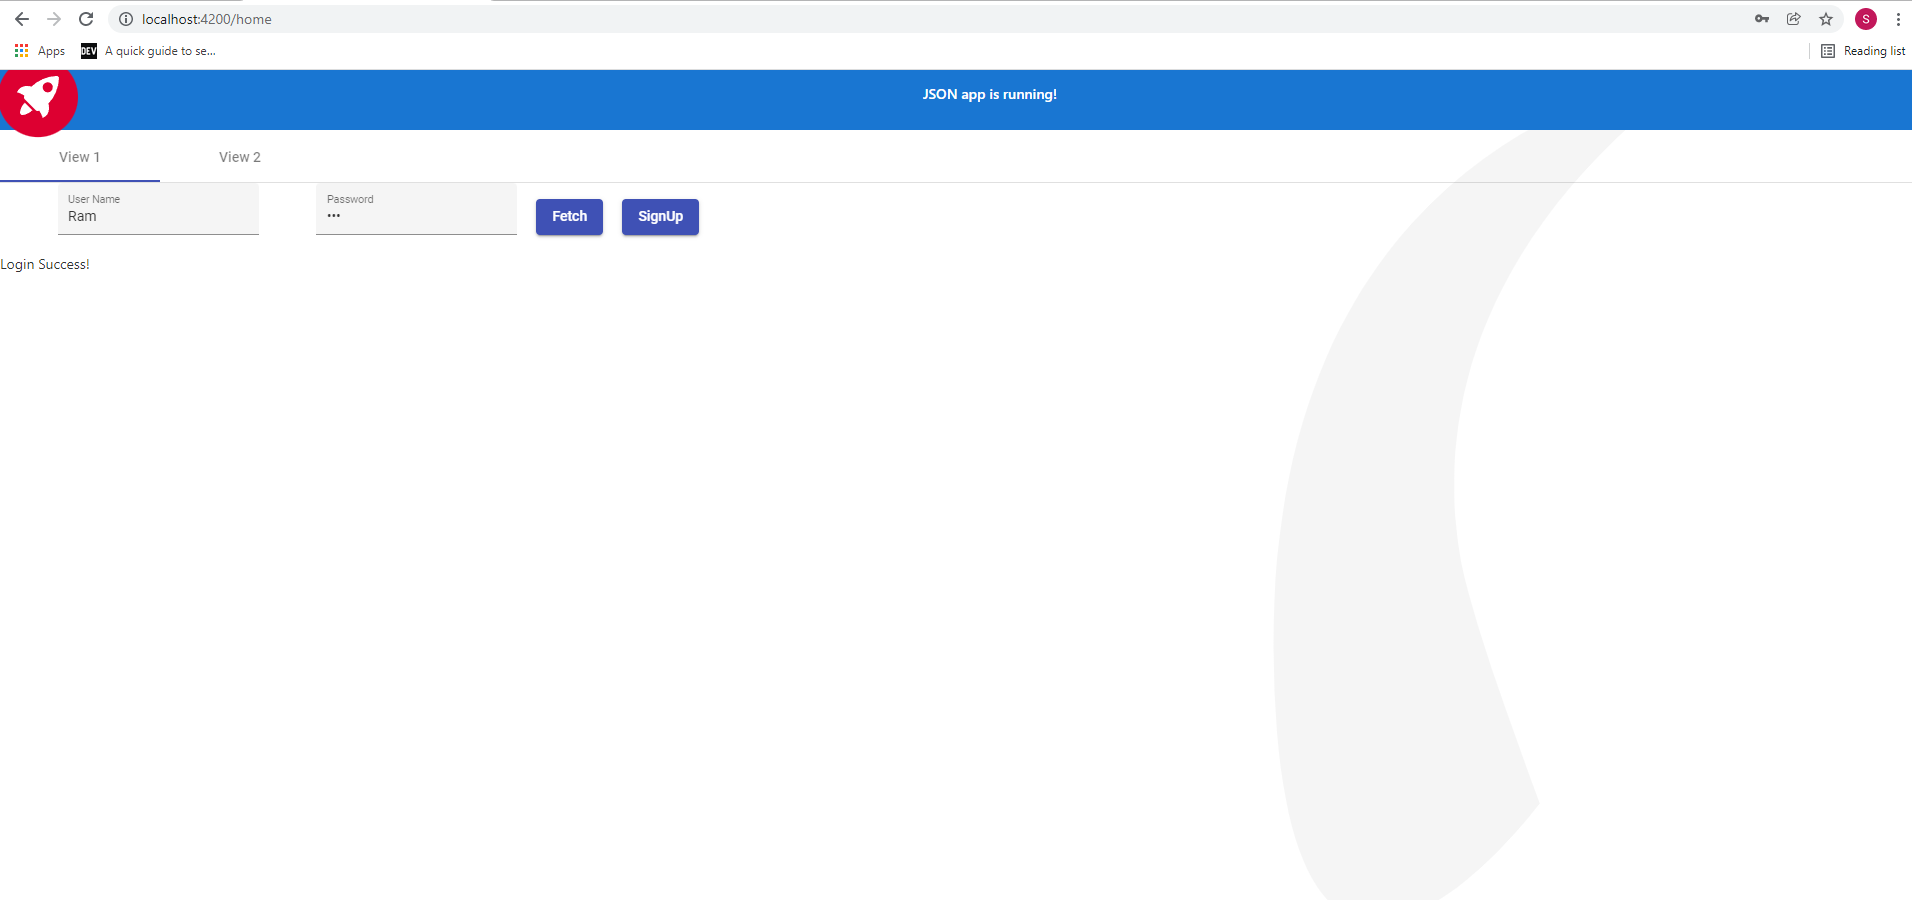 localhost:4200/home
S
Apps
DEV
A quick guide to se...
Reading list
JSON app is running!
View 1
View 2
User Name
Ram
Password
•••
Fetch
SignUp
Login Success!